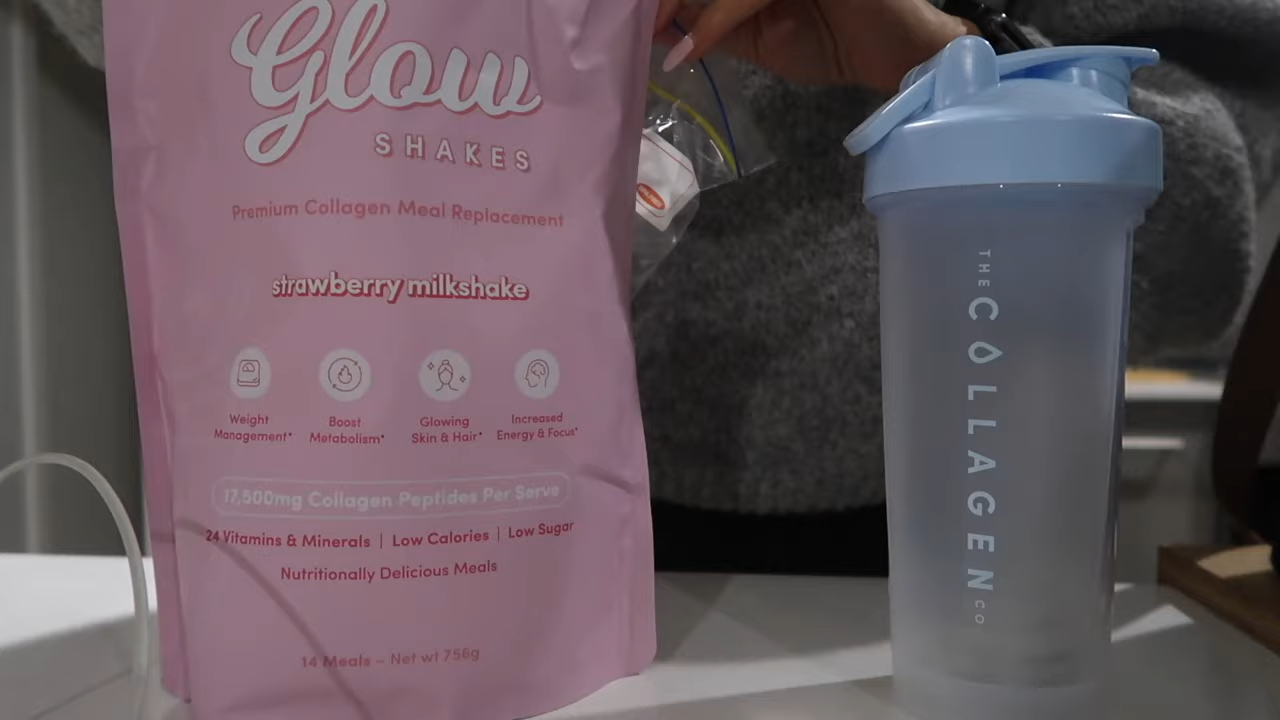 Glow
SHAKES
Premium Collagen Meal Replacement
strawberry milkshake
Weight
Management*
Boost
Metabolism*
Glowing
Skin & Hair*
Increased
Energy & Focus*
17,500mg Collagen Peptides Per Serve
24 Vitamins & Minerals | Low Calories | Low Sugar
Nutritionally Delicious Meals
14 Meals – Net wt 756g
THE COLLAGEN CO